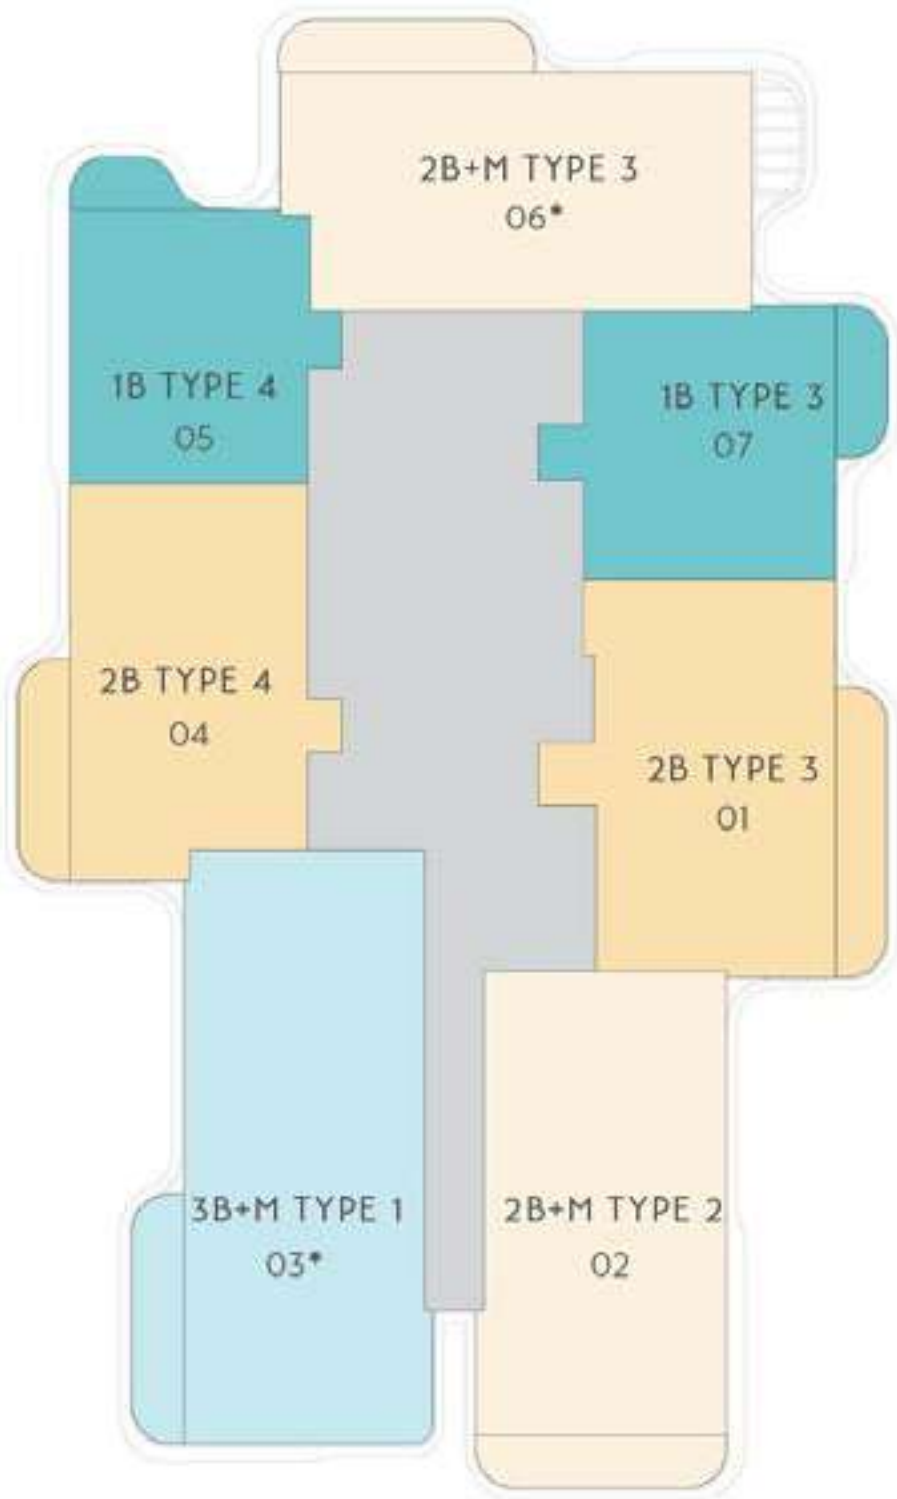 2B+M TYPE 3
06*
1B TYPE 4
05
1B TYPE 3
07
2B TYPE 4
04
2B TYPE 3
01
3B+M TYPE 1
03*
2B+M TYPE 2
02